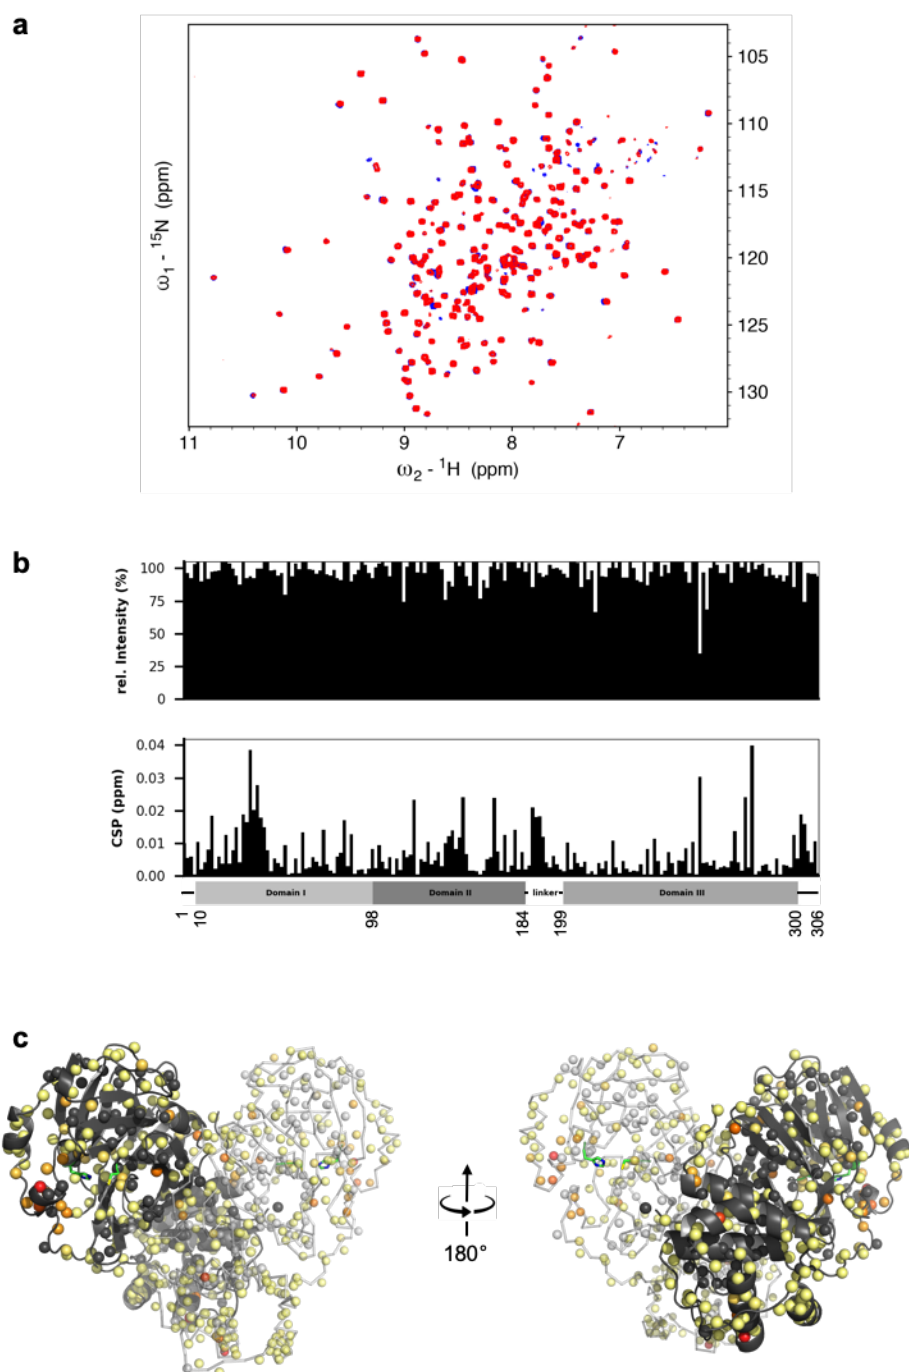 a
105
110
115
120
125
130
ω₁ - ¹⁵N (ppm)
11 10 9 8 7
ω₂ - ¹H (ppm)
b
rel. Intensity (%)
100
75
50
25
0
CSP (ppm)
0.04
0.03
0.02
0.01
0.00
Domain I Domain II linker Domain III
1 10 98 184 199 300 306
c
180°